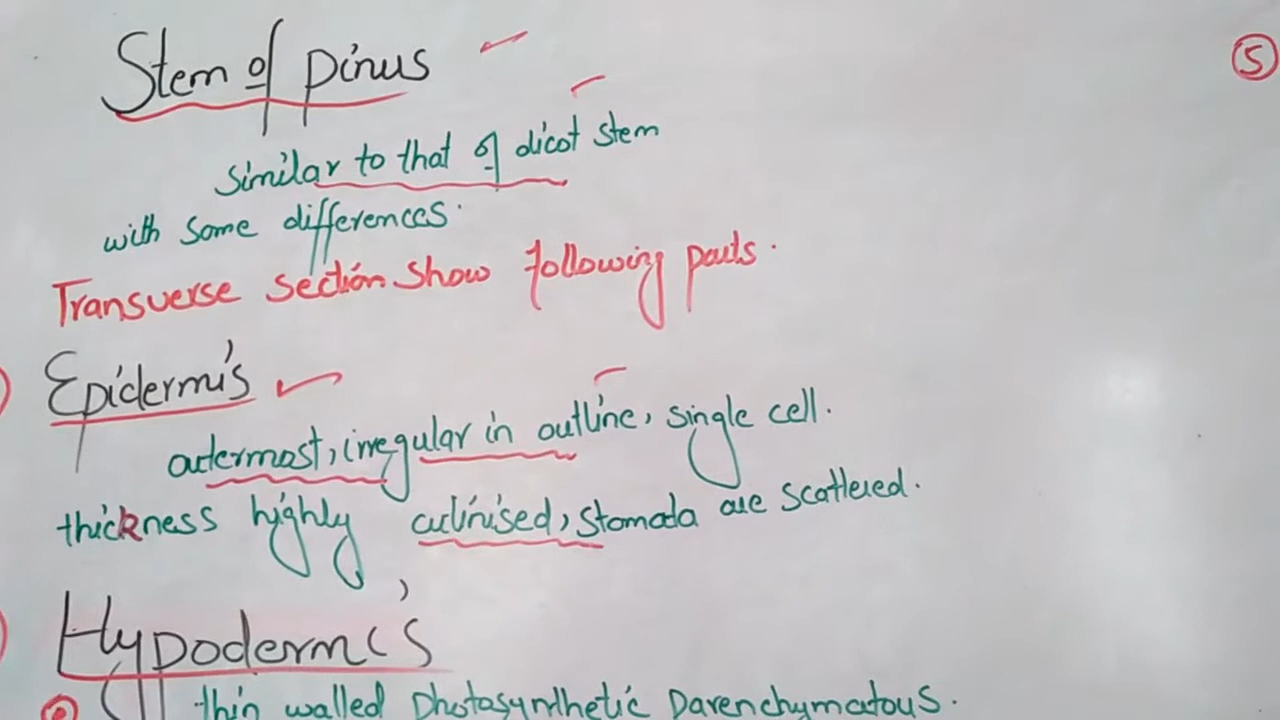 Stem of pinus
5
similar to that of dicot stem
with some differences.
Transverse section show following parts.
Epidermis
outermost, irregular in outline, single cell.
thickness highly cutinised, stomata are scattered.
Hypodermis
thin walled photosynthetic parenchymatous.